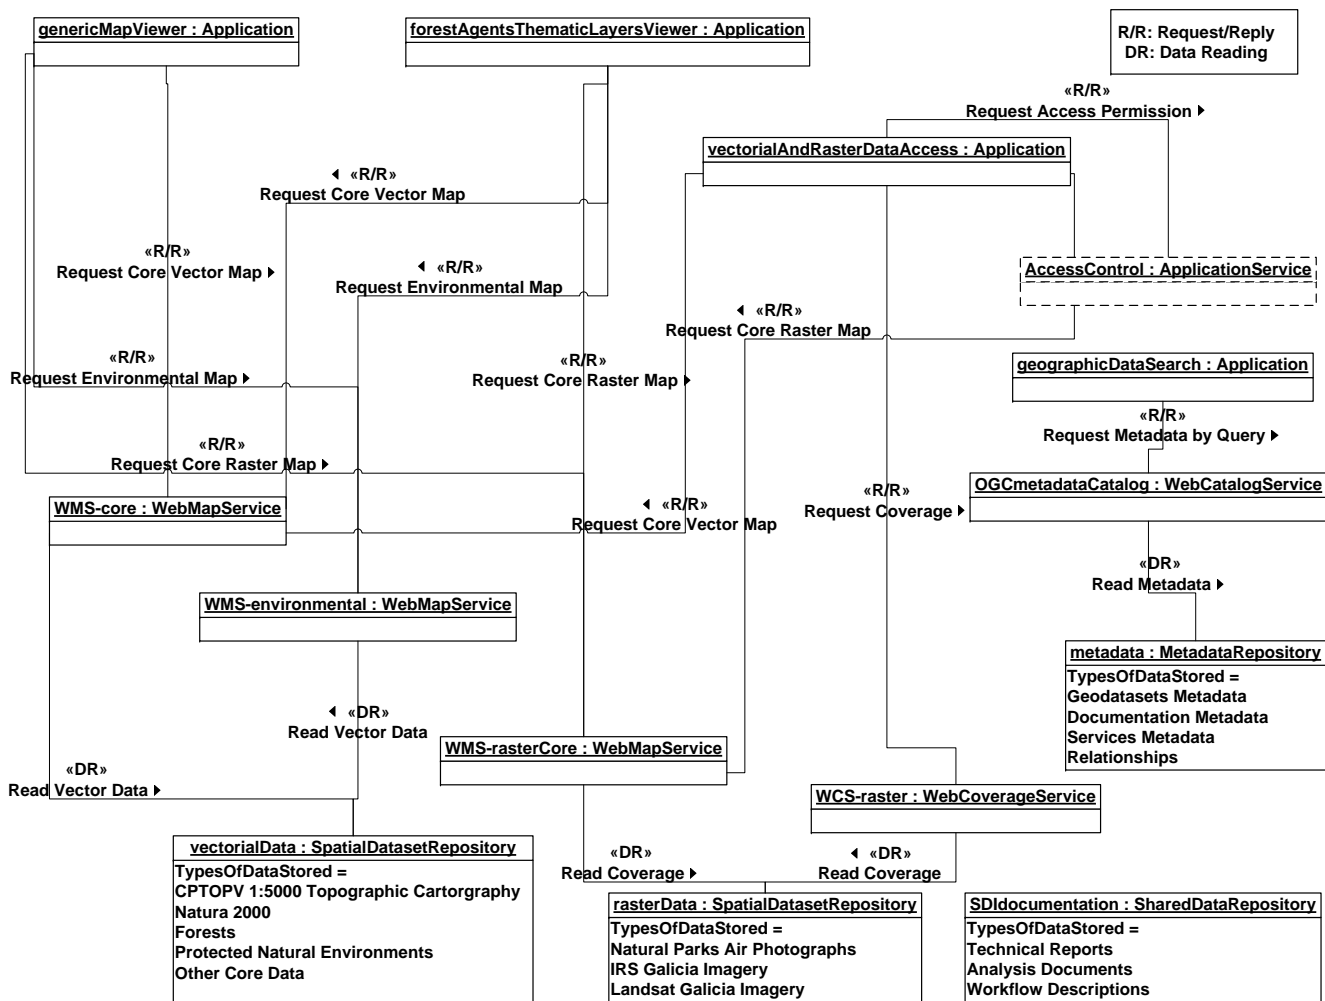 genericMapViewer : Application
forestAgentsThematicLayersViewer : Application
R/R: Request/Reply
DR: Data Reading
«R/R»
Request Access Permission
vectorialAndRasterDataAccess : Application
«R/R»
Request Core Vector Map
«R/R»
Request Core Vector Map
«R/R»
Request Environmental Map
AccessControl : ApplicationService
«R/R»
Request Core Raster Map
«R/R»
Request Environmental Map
«R/R»
Request Core Raster Map
geographicDataSearch : Application
«R/R»
Request Metadata by Query
«R/R»
Request Core Raster Map
WMS-core : WebMapService
«R/R»
Request Core Vector Map
«R/R»
Request Coverage
OGCmetadataCatalog : WebCatalogService
«DR»
Read Metadata
WMS-environmental : WebMapService
metadata : MetadataRepository
TypesOfDataStored =
Geodatasets Metadata
Documentation Metadata
Services Metadata
Relationships
«DR»
Read Vector Data
WMS-rasterCore : WebMapService
«DR»
Read Vector Data
WCS-raster : WebCoverageService
vectorialData : SpatialDatasetRepository
TypesOfDataStored =
CPTOPV 1:5000 Topographic Cartorgraphy
Natura 2000
Forests
Protected Natural Environments
Other Core Data
«DR»
Read Coverage
«DR»
Read Coverage
rasterData : SpatialDatasetRepository
TypesOfDataStored =
Natural Parks Air Photographs
IRS Galicia Imagery
Landsat Galicia Imagery
SDIdocumentation : SharedDataRepository
TypesOfDataStored =
Technical Reports
Analysis Documents
Workflow Descriptions